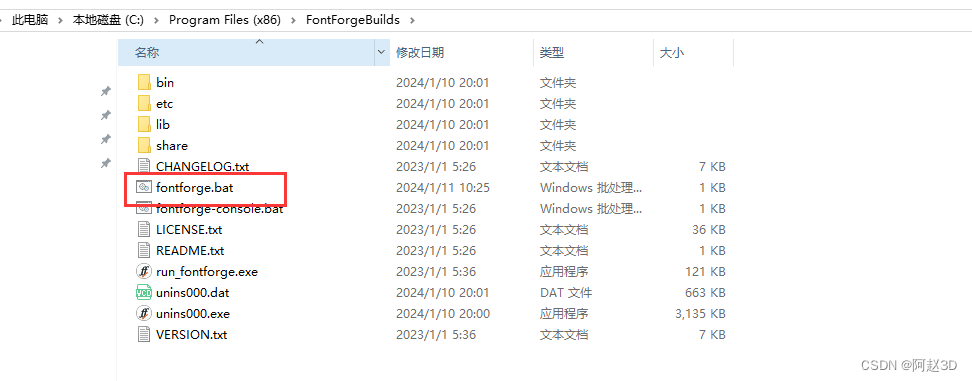 此电脑 > 本地磁盘 (C:) > Program Files (x86) > FontForgeBuilds >
名称 修改日期 类型 大小
bin 2024/1/10 20:01 文件夹
etc 2024/1/10 20:01 文件夹
lib 2024/1/10 20:01 文件夹
share 2024/1/10 20:01 文件夹
CHANGELOG.txt 2023/1/1 5:26 文本文档 7 KB
fontforge.bat 2024/1/11 10:25 Windows 批处理... 1 KB
fontforge-console.bat 2023/1/1 5:26 Windows 批处理... 1 KB
LICENSE.txt 2023/1/1 5:26 文本文档 36 KB
README.txt 2023/1/1 5:26 文本文档 1 KB
run_fontforge.exe 2023/1/1 5:36 应用程序 121 KB
unins000.dat 2024/1/10 20:01 DAT 文件 663 KB
unins000.exe 2024/1/10 20:00 应用程序 3,135 KB
VERSION.txt 2023/1/1 5:36 文本文档 7 KB
CSDN @阿赵3D